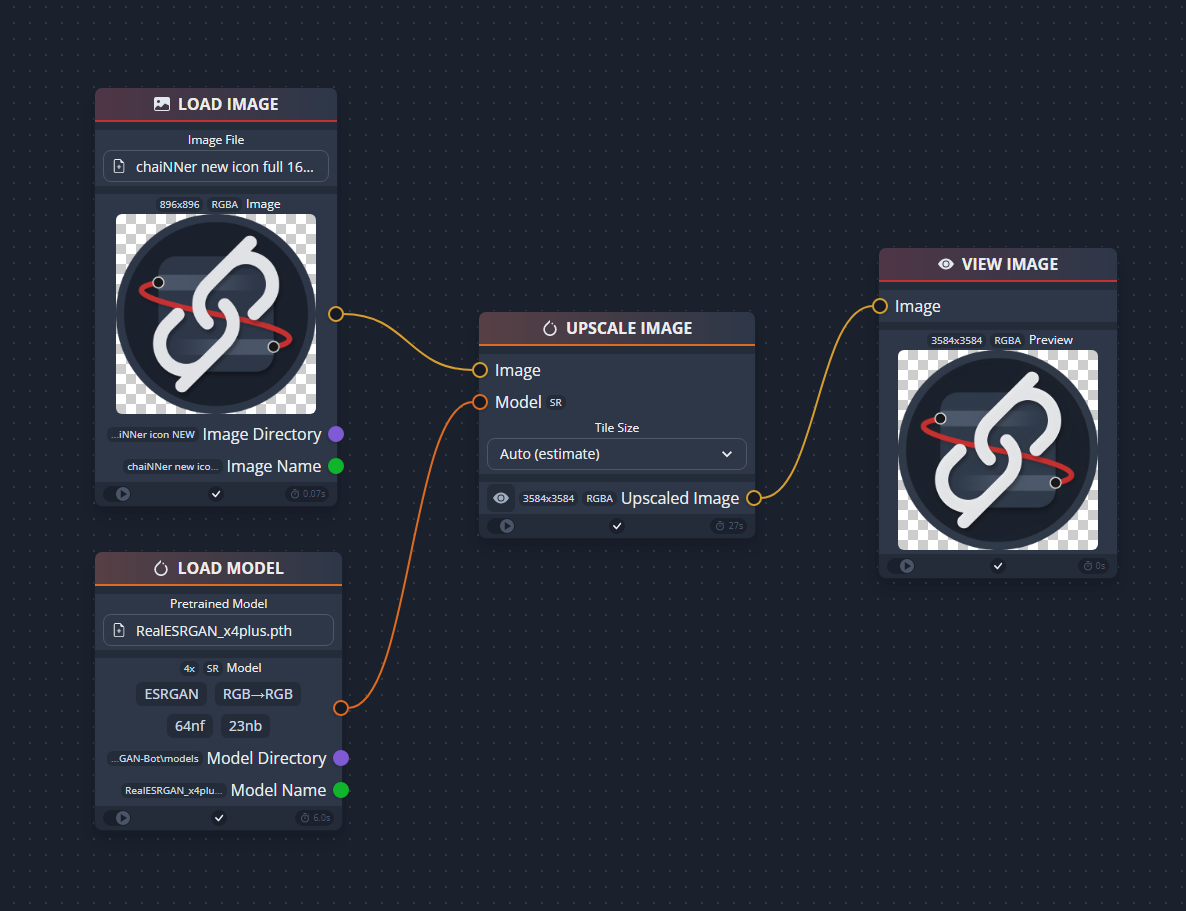 LOAD IMAGE
Image File
chaiNNer new icon full 16...
896x896 RGBA Image
...iNNer icon NEW Image Directory
chaiNNer new ico... Image Name
0.07s
LOAD MODEL
Pretrained Model
RealESRGAN_x4plus.pth
4x SR Model
ESRGAN RGB→RGB
64nf 23nb
...GAN-Bot\models Model Directory
RealESRGAN_x4plu... Model Name
6.0s
UPSCALE IMAGE
Image
Model SR
Tile Size
Auto (estimate)
3584x3584 RGBA Upscaled Image
27s
VIEW IMAGE
Image
3584x3584 RGBA Preview
0s